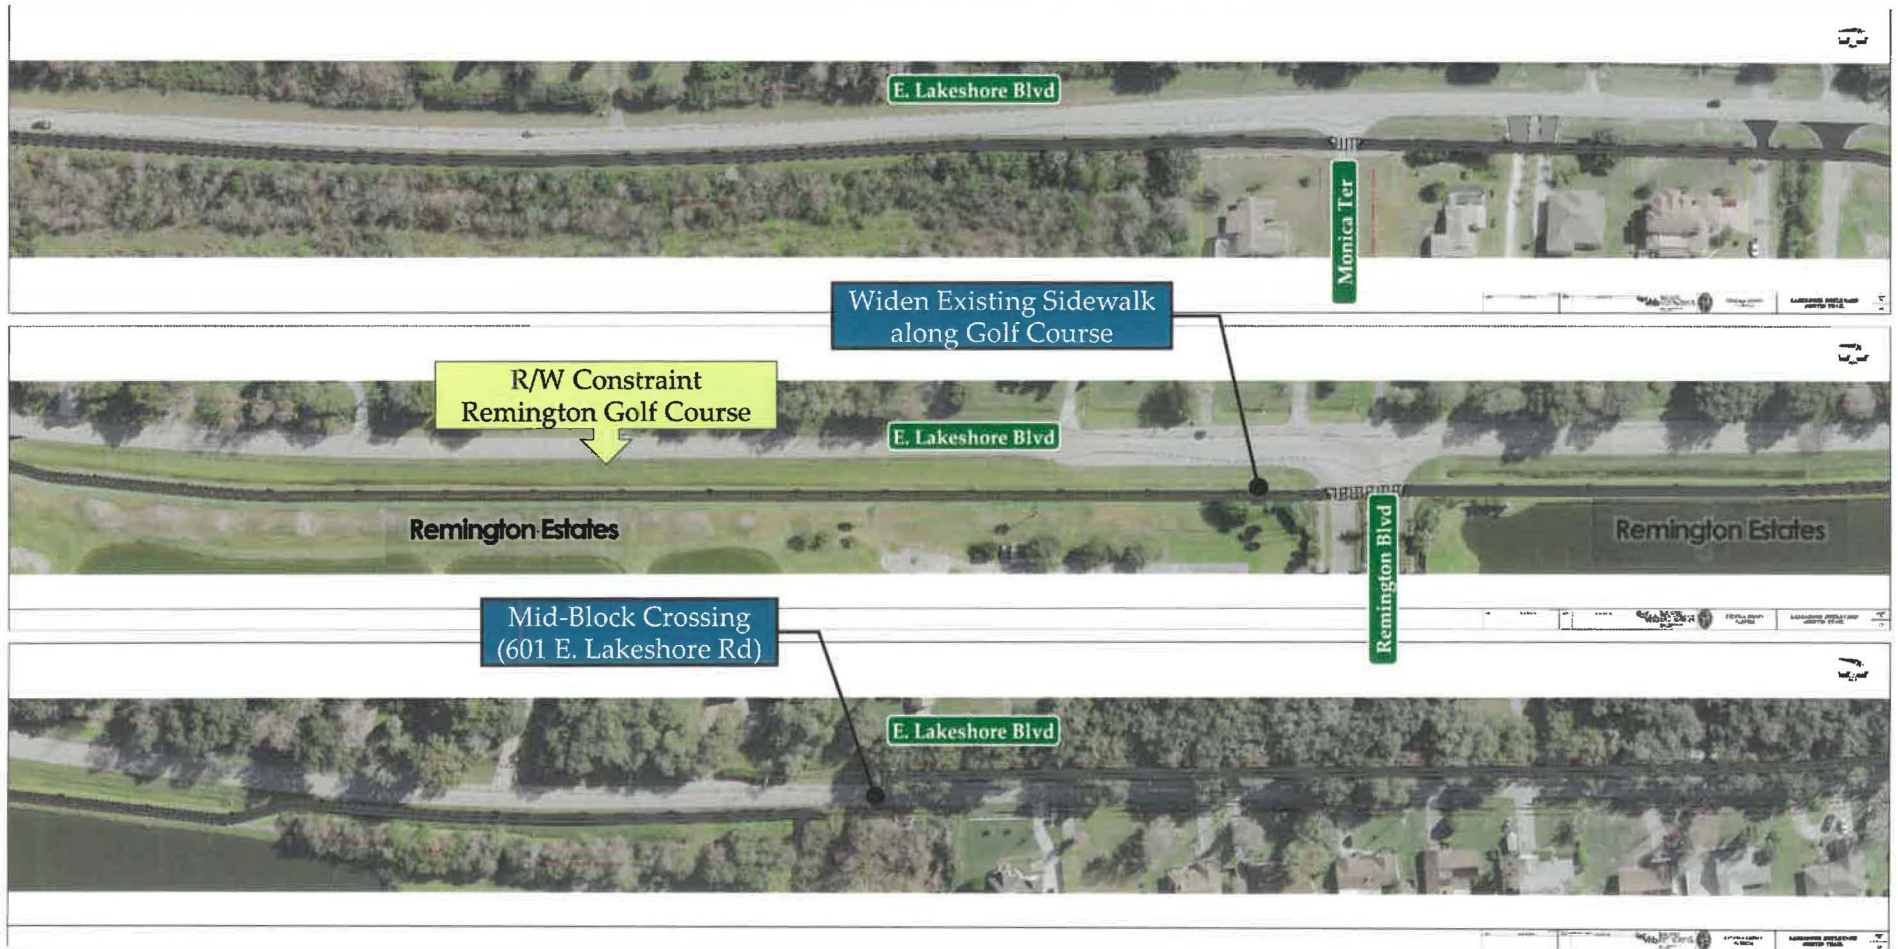 E. Lakeshore Blvd
Monica Ter
Widen Existing Sidewalk
along Golf Course
R/W Constraint
Remington Golf Course
E. Lakeshore Blvd
Remington Estates
Remington Estates
Remington Blvd
Mid-Block Crossing
(601 E. Lakeshore Rd)
E. Lakeshore Blvd